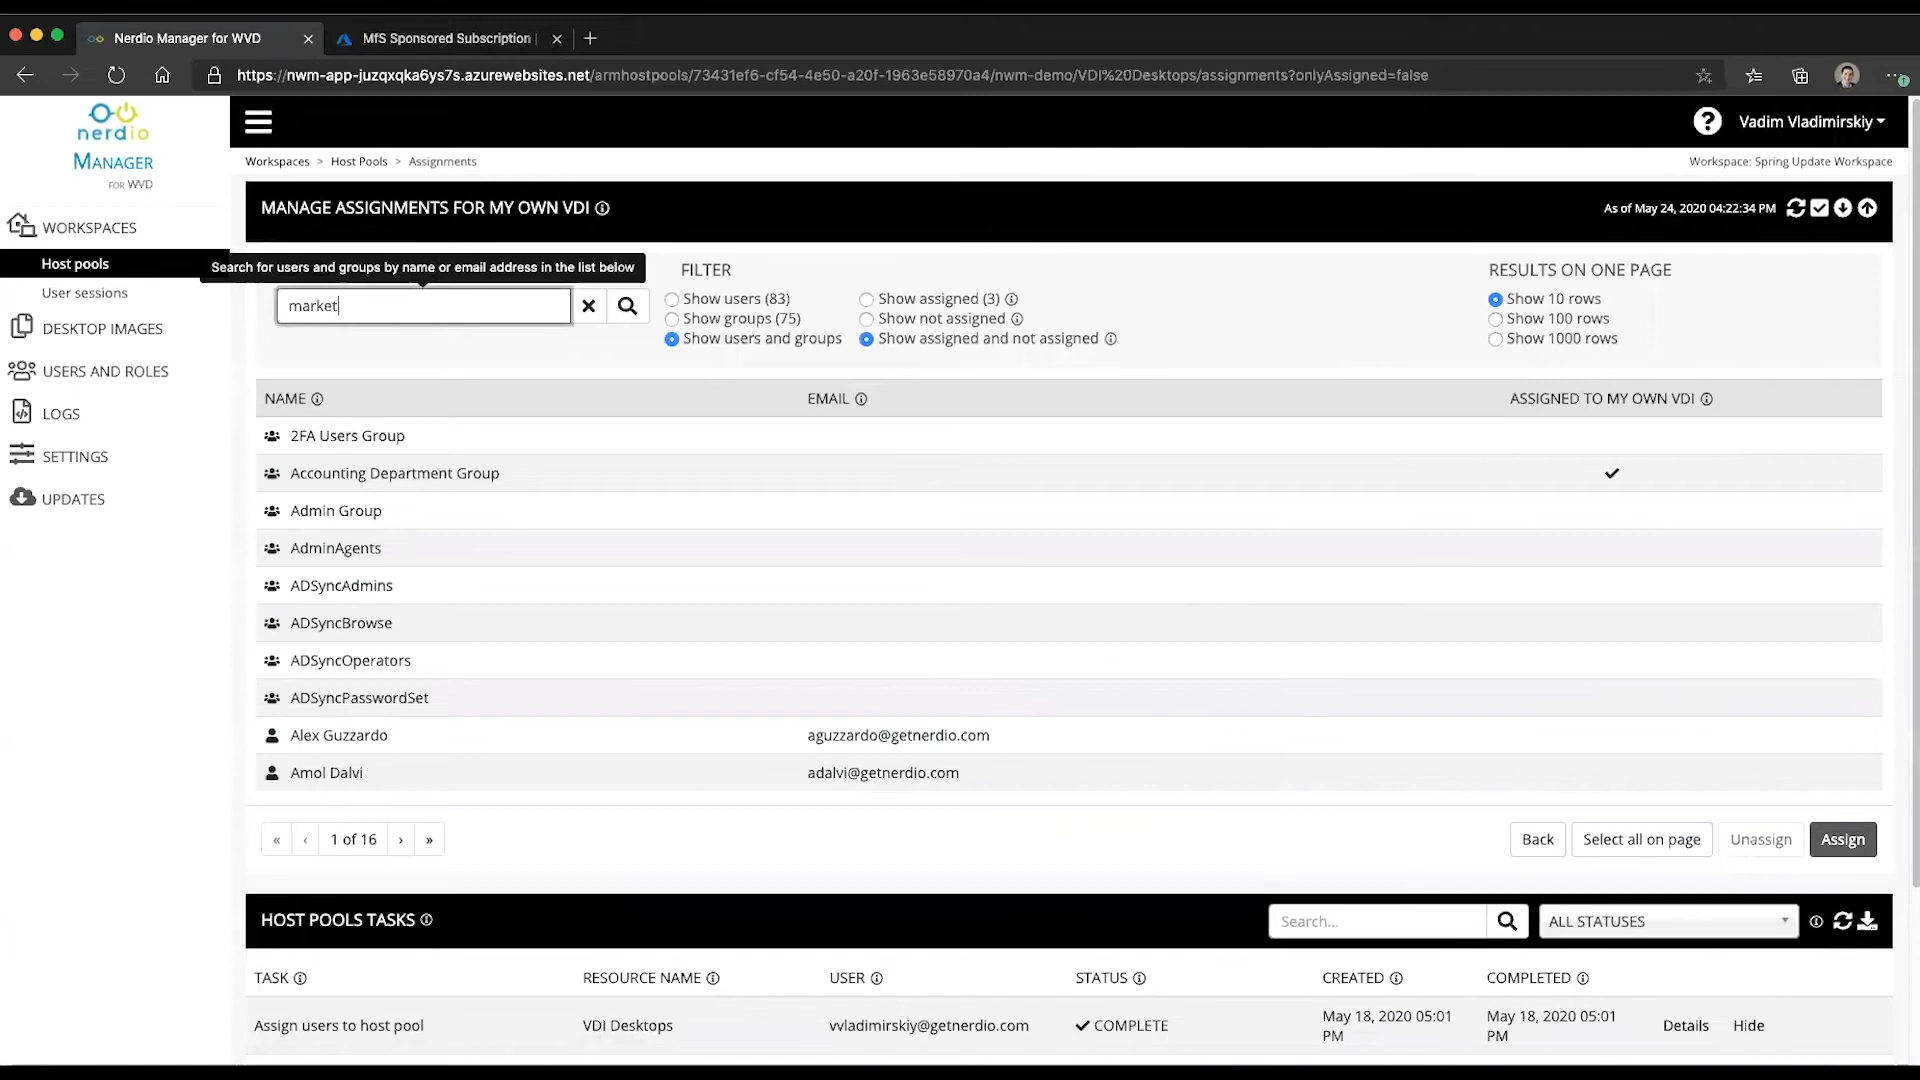 Nerdio Manager for WVD
MfS Sponsored Subscription |
https://nwm-app-juzqxqka6ys7s.azurewebsites.net/armhostpools/73431ef6-cf54-4e50-a20f-1963e58970a4/nwm-demo/VDI%20Desktops/assignments?onlyAssigned=false
nerdio
MANAGER
FOR WVD
Vadim Vladimirskiy
Workspaces > Host Pools > Assignments
Workspace: Spring Update Workspace
WORKSPACES
Host pools
User sessions
DESKTOP IMAGES
USERS AND ROLES
LOGS
SETTINGS
UPDATES
MANAGE ASSIGNMENTS FOR MY OWN VDI
As of May 24, 2020 04:22:34 PM
Search for users and groups by name or email address in the list below
market
FILTER
Show users (83)
Show groups (75)
Show users and groups
Show assigned (3)
Show not assigned
Show assigned and not assigned
RESULTS ON ONE PAGE
Show 10 rows
Show 100 rows
Show 1000 rows
NAME EMAIL ASSIGNED TO MY OWN VDI
2FA Users Group
Accounting Department Group
Admin Group
AdminAgents
ADSyncAdmins
ADSyncBrowse
ADSyncOperators
ADSyncPasswordSet
Alex Guzzardo aguzzardo@getnerdio.com
Amol Dalvi adalvi@getnerdio.com
« ‹ 1 of 16 › »
Back Select all on page Unassign Assign
HOST POOLS TASKS
Search...
ALL STATUSES
TASK RESOURCE NAME USER STATUS CREATED COMPLETED
Assign users to host pool VDI Desktops vvladimirskiy@getnerdio.com COMPLETE May 18, 2020 05:01 PM May 18, 2020 05:01 PM Details Hide